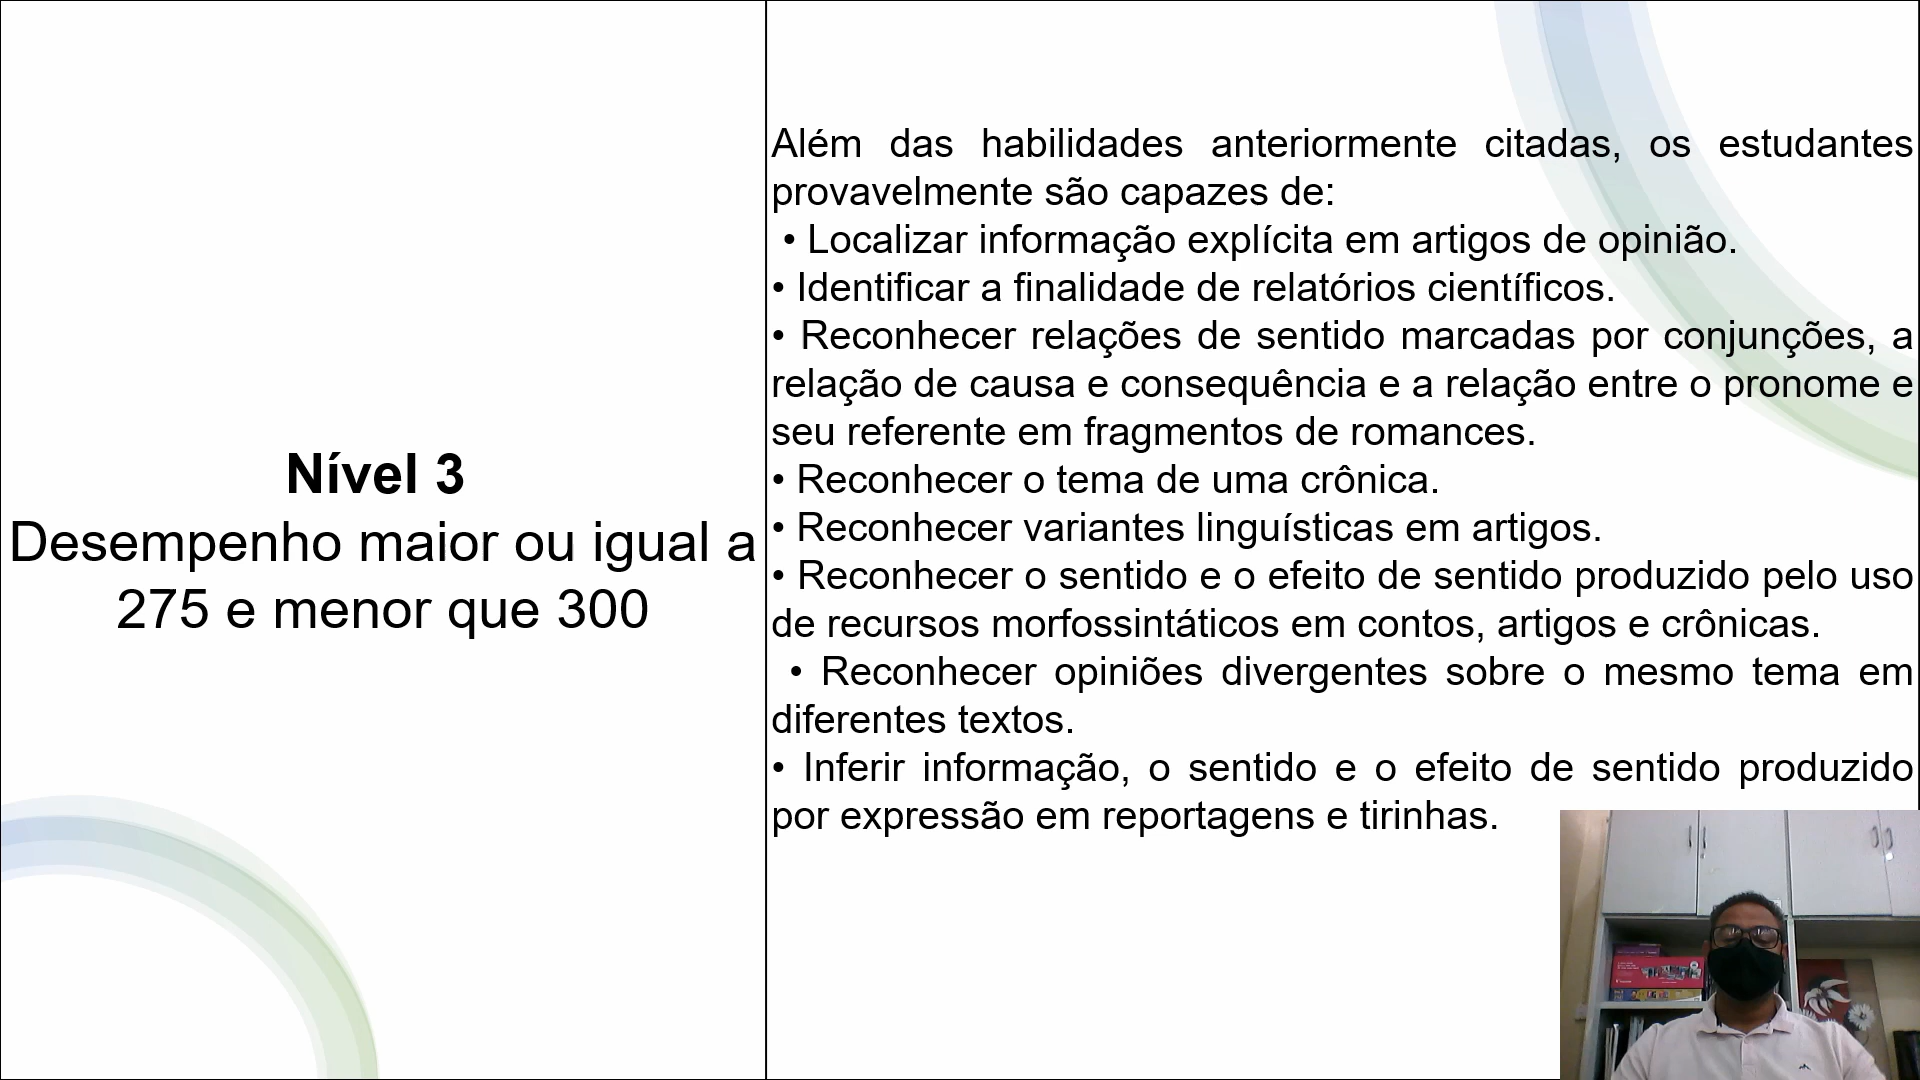 Nível 3
Desempenho maior ou igual a
275 e menor que 300
Além das habilidades anteriormente citadas, os estudantes
provavelmente são capazes de:
• Localizar informação explícita em artigos de opinião.
• Identificar a finalidade de relatórios científicos.
• Reconhecer relações de sentido marcadas por conjunções, a
relação de causa e consequência e a relação entre o pronome e
seu referente em fragmentos de romances.
• Reconhecer o tema de uma crônica.
• Reconhecer variantes linguísticas em artigos.
• Reconhecer o sentido e o efeito de sentido produzido pelo uso
de recursos morfossintáticos em contos, artigos e crônicas.
• Reconhecer opiniões divergentes sobre o mesmo tema em
diferentes textos.
• Inferir informação, o sentido e o efeito de sentido produzido
por expressão em reportagens e tirinhas.